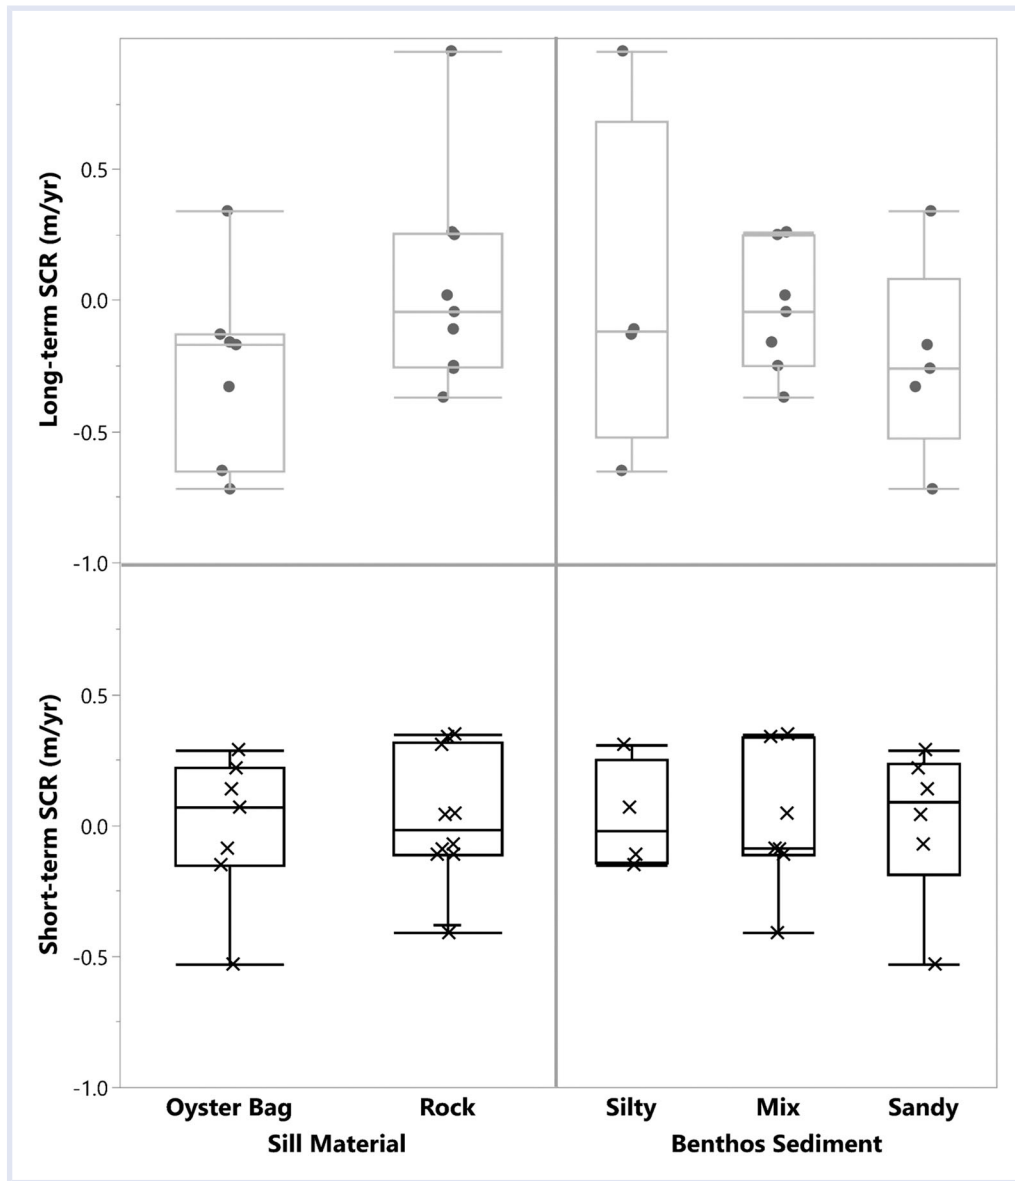 Long-term SCR (m/yr)
0.5
0.0
-0.5
-1.0
Short-term SCR (m/yr)
0.5
0.0
-0.5
-1.0
Oyster Bag Rock Silty Mix Sandy
Sill Material Benthos Sediment